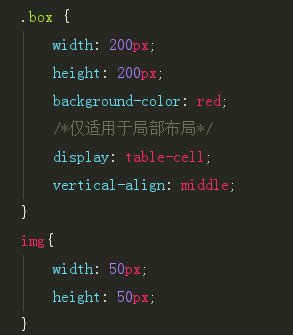 .box {
width: 200px;
height: 200px;
background-color: red;
/*仅适用于局部布局*/
display: table-cell;
vertical-align: middle;
}
img{
width: 50px;
height: 50px;
}